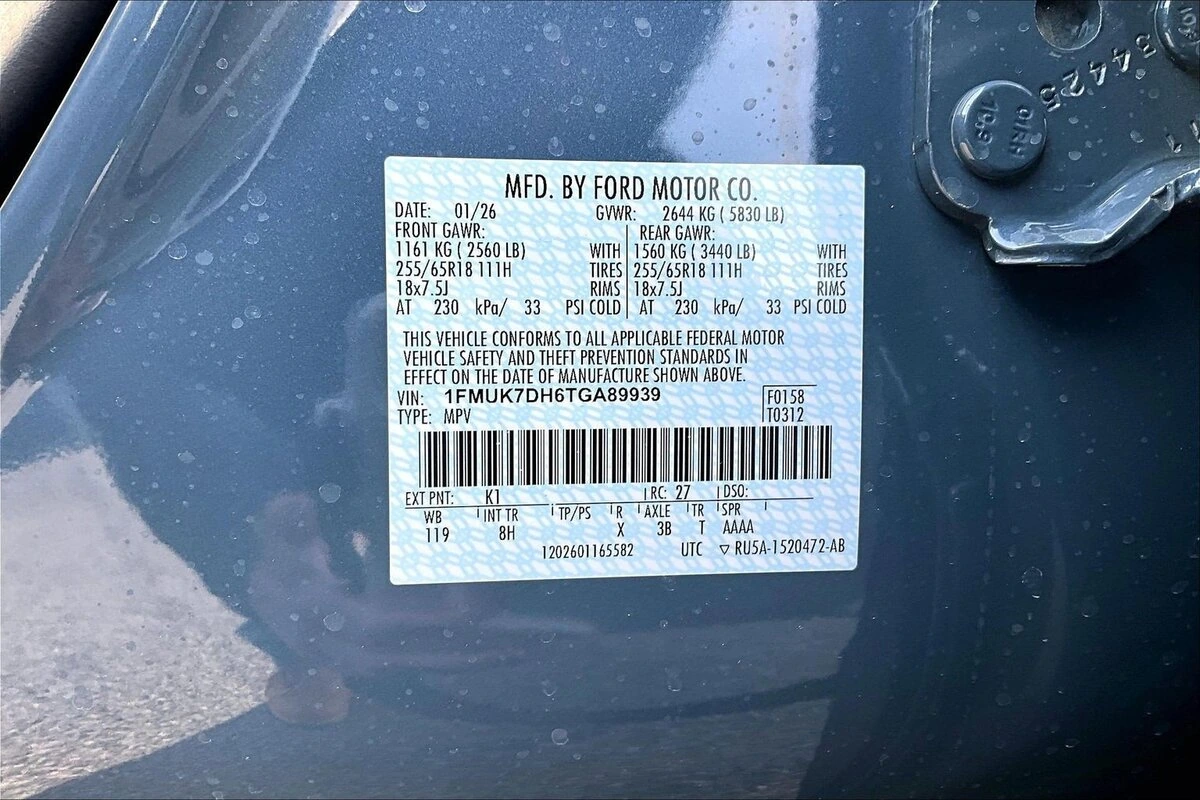 MFD. BY FORD MOTOR CO.
DATE: 01/26 GVWR: 2644 KG ( 5830 LB)
FRONT GAWR: REAR GAWR:
1161 KG ( 2560 LB) WITH 1560 KG ( 3440 LB) WITH
255/65R18 111H TIRES 255/65R18 111H TIRES
18x7.5J RIMS 18x7.5J RIMS
AT 230 kPa/ 33 PSI COLD AT 230 kPa/ 33 PSI COLD
THIS VEHICLE CONFORMS TO ALL APPLICABLE FEDERAL MOTOR
VEHICLE SAFETY AND THEFT PREVENTION STANDARDS IN
EFFECT ON THE DATE OF MANUFACTURE SHOWN ABOVE.
VIN: 1FMUK7DH6TGA89939 F0158
TYPE: MPV T0312
EXT PNT: K1 RC: 27 DSO:
WB INT TR TP/PS R AXLE TR SPR
119 8H X 3B T AAAA
1202601165582 UTC ▽ RU5A-1520472-AB
54425
10.9